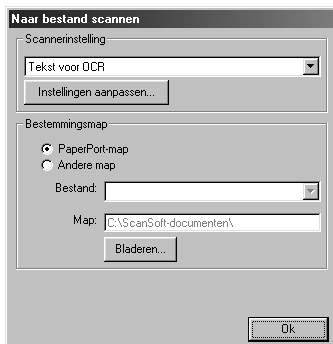 Naar bestand scannen
Scannerinstelling
Tekst voor OCR
Instellingen aanpassen...
Bestemmingsmap
PaperPort-map
Andere map
Bestand:
Map: C:\ScanSoft-documenten\
Bladeren...
Ok